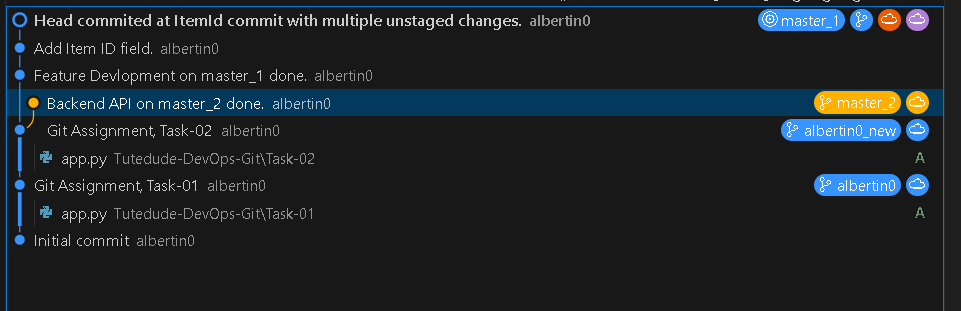 Head commited at ItemId commit with multiple unstaged changes. albertin0 master_1
Add Item ID field. albertin0
Feature Devlopment on master_1 done. albertin0
Backend API on master_2 done. albertin0 master_2
Git Assignment, Task-02 albertin0 albertin0_new
app.py Tutedude-DevOps-Git\Task-02 A
Git Assignment, Task-01 albertin0 albertin0
app.py Tutedude-DevOps-Git\Task-01 A
Initial commit albertin0